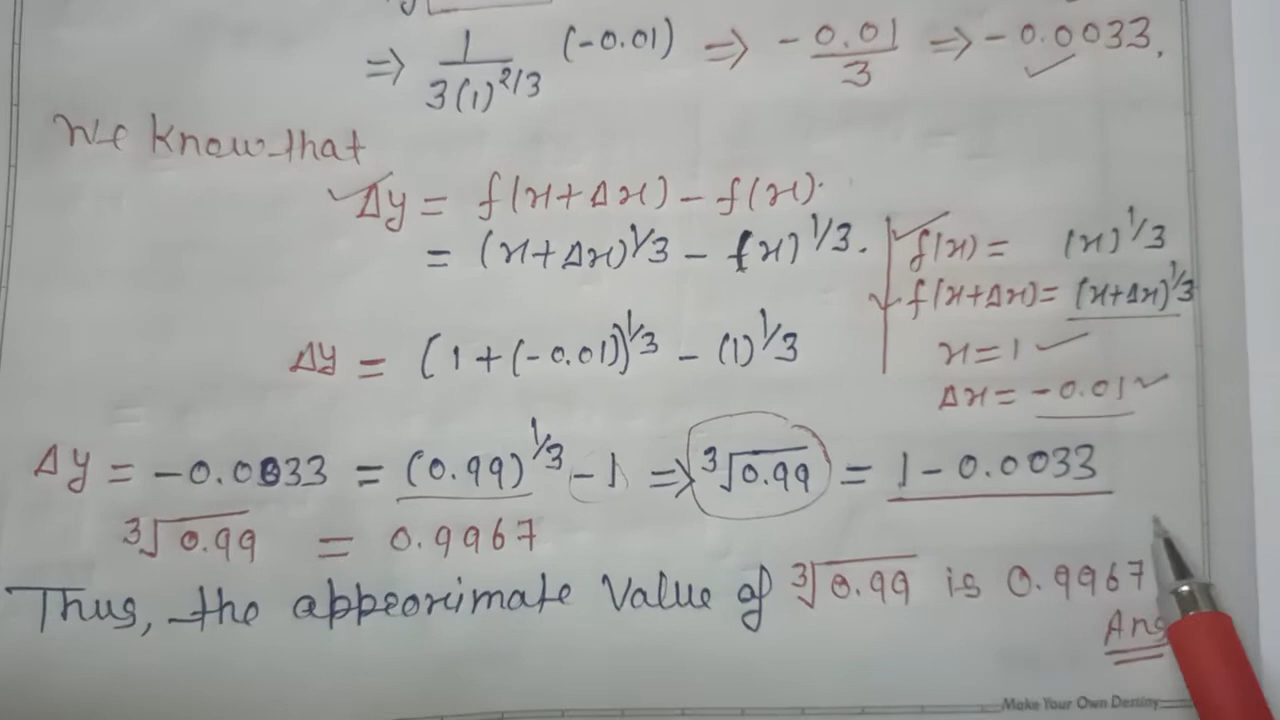 => 1/3(1)^2/3 (-0.01) => -0.01/3 => -0.0033.
We know that
Δy = f(x+Δx) - f(x).
= (x+Δx)^1/3 - (x)^1/3.
f(x) = (x)^1/3
f(x+Δx) = (x+Δx)^1/3
x=1
Δx = -0.01
Δy = (1+(-0.01))^1/3 - (1)^1/3
Δy = -0.0033 = (0.99)^1/3 - 1 => ∛0.99 = 1 - 0.0033
∛0.99 = 0.9967
Thus, the appeorimate Value of ∛0.99 is 0.9967
Ans
Make Your Own Destiny